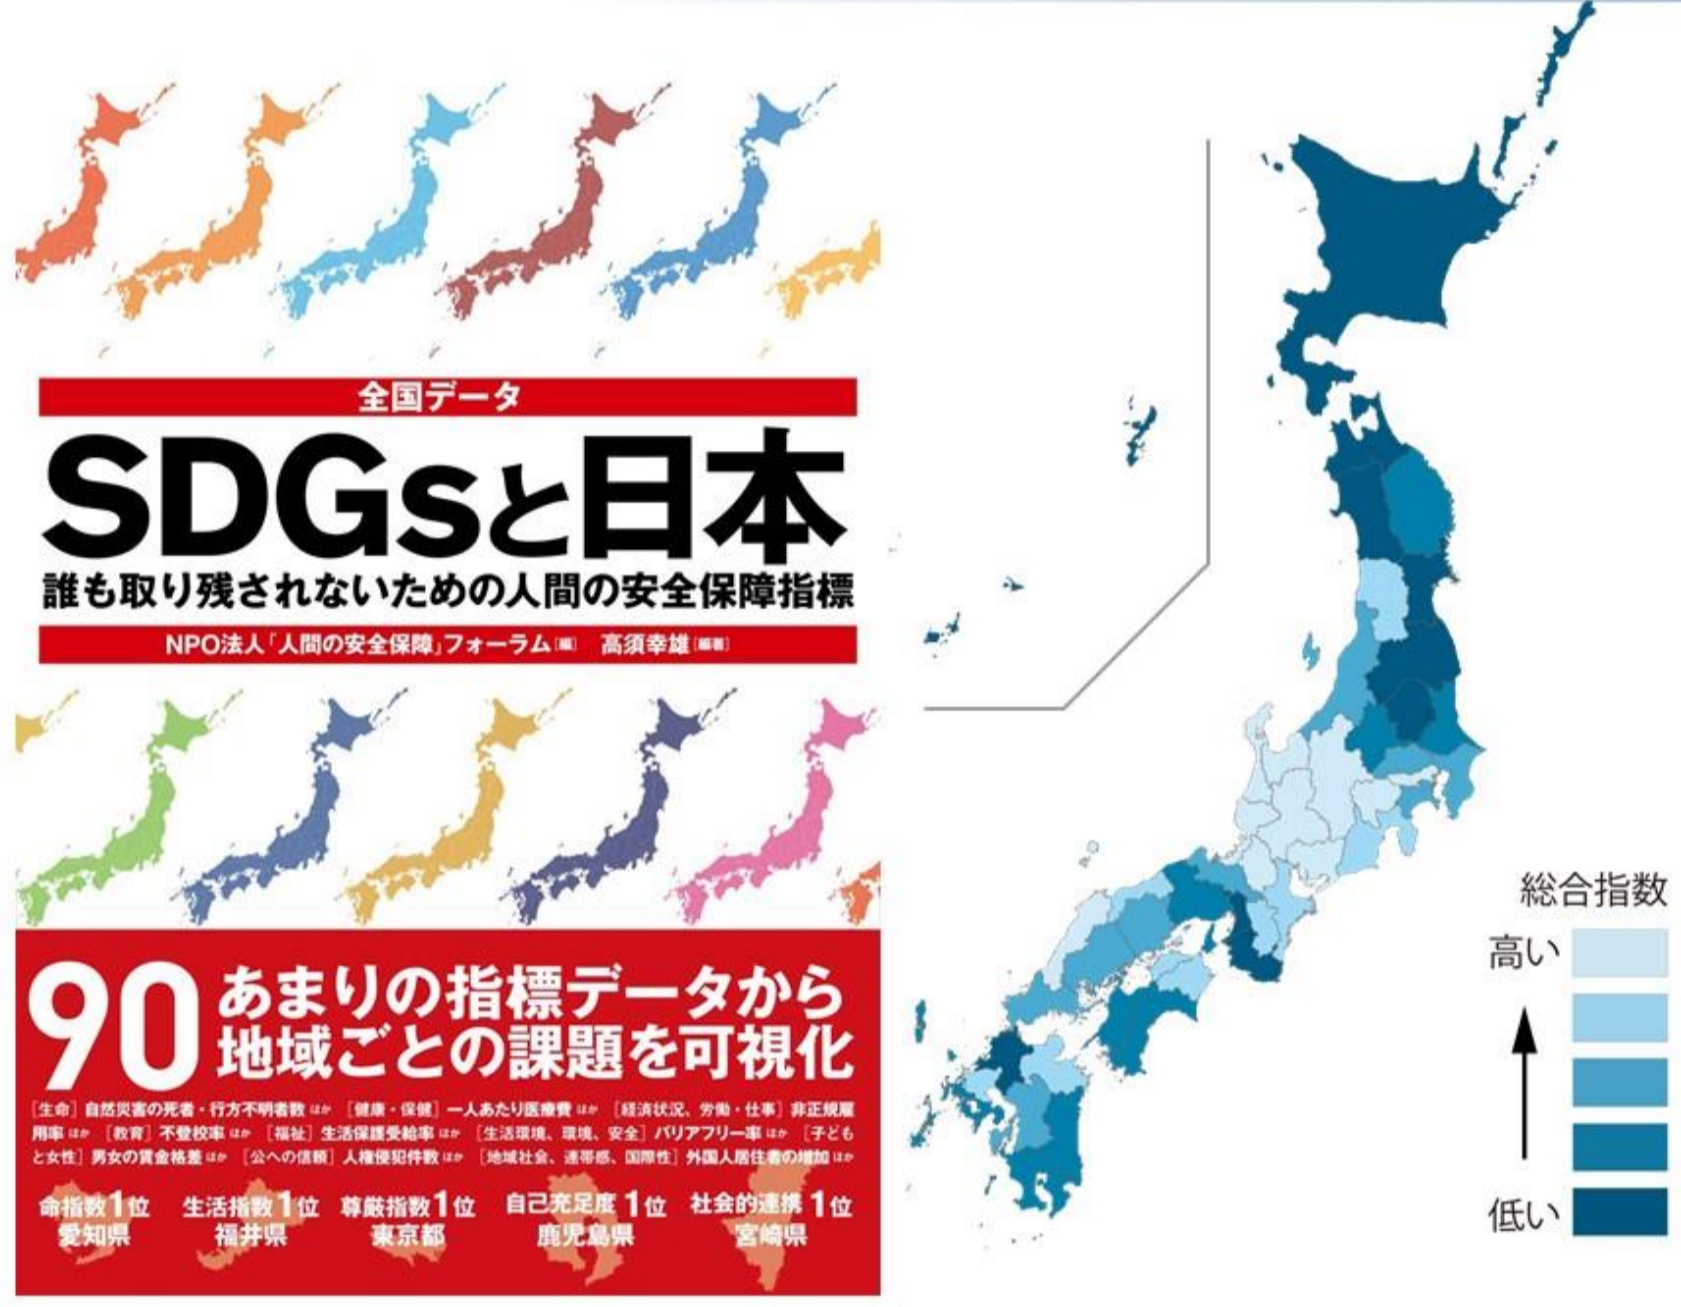 全国データ
SDGsと日本
誰も取り残されないための人間の安全保障指標
NPO法人「人間の安全保障」フォーラム[編] 高須幸雄[編著]
90
あまりの指標データから
地域ごとの課題を可視化
［生命］自然災害の死者・行方不明者数 ほか ［健康・保健］一人あたり医療費 ほか ［経済状況、労働・仕事］非正規雇
用率 ほか ［教育］不登校率 ほか ［福祉］生活保護受給率 ほか ［生活環境、環境、安全］バリアフリー率 ほか ［子ども
と女性］男女の賃金格差 ほか ［公への信頼］人権侵犯件数 ほか ［地域社会、連帯感、国際性］外国人居住者の増加 ほか
命指数1位 生活指数1位 尊厳指数1位 自己充足度1位 社会的連携1位
愛知県 福井県 東京都 鹿児島県 宮崎県
総合指数
高い
低い